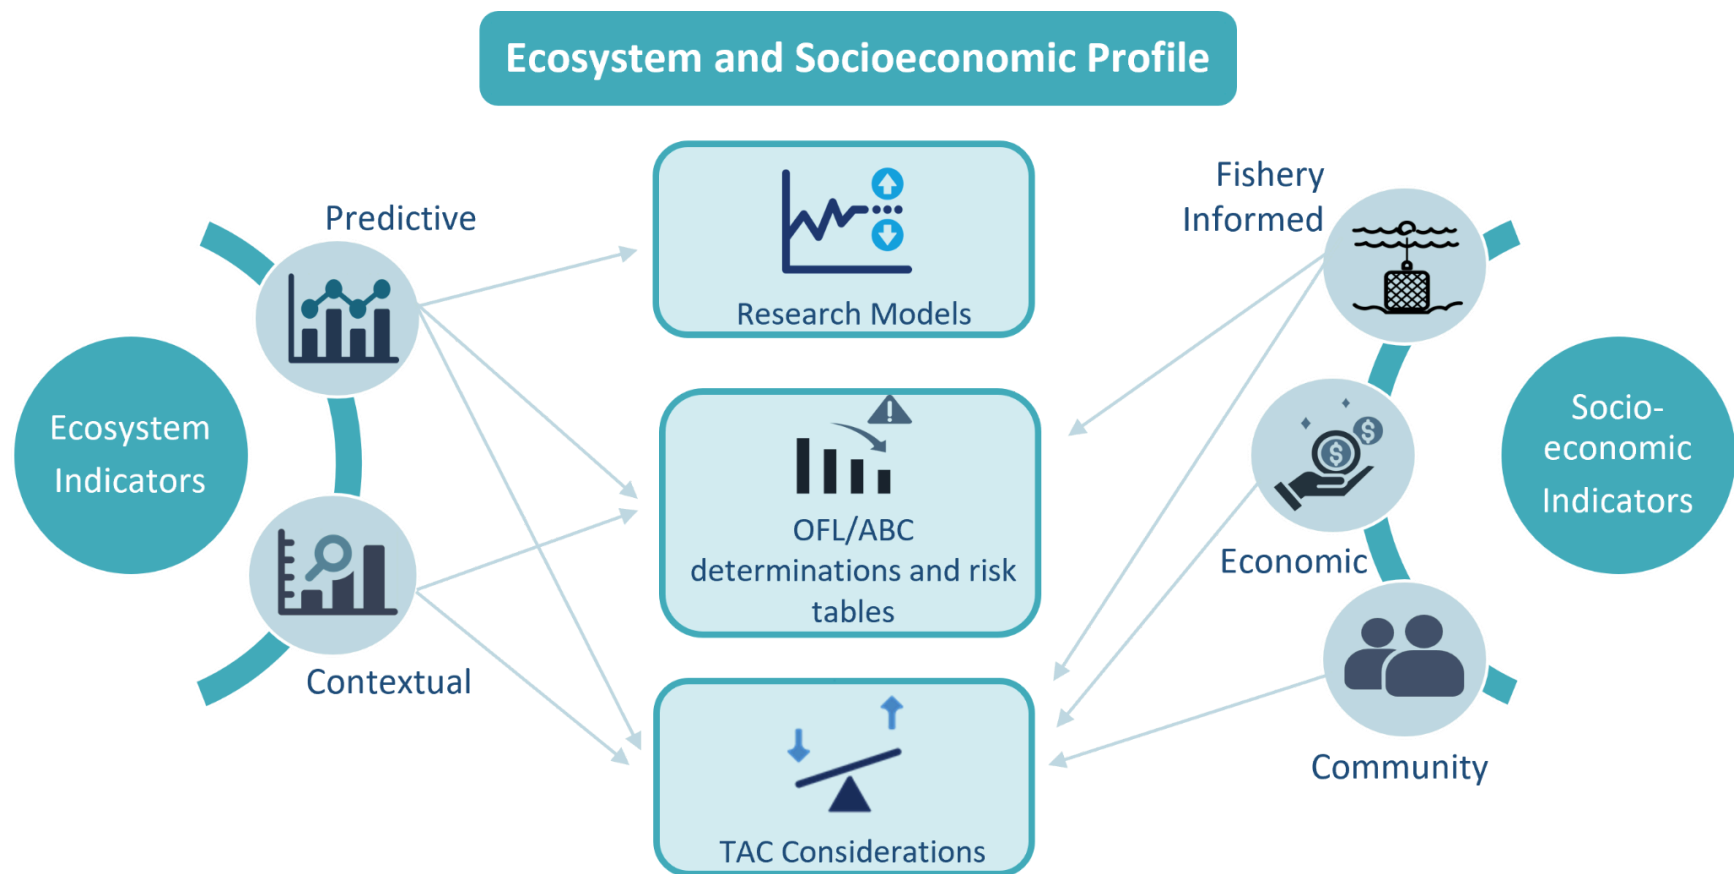 Ecosystem and Socioeconomic Profile
Predictive
Ecosystem
Indicators
Contextual
Research Models
OFL/ABC
determinations and risk
tables
TAC Considerations
Fishery
Informed
Economic
Community
Socio-
economic
Indicators